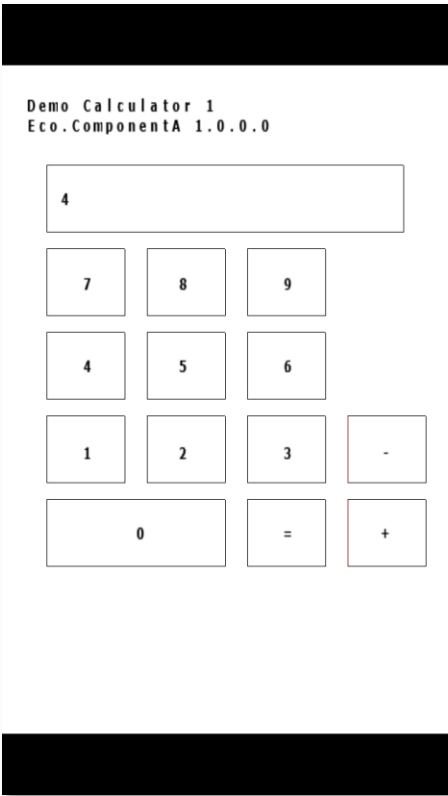 Demo Calculator 1
Eco.ComponentA 1.0.0.0
4
7 8 9
4 5 6
1 2 3 -
0 = +